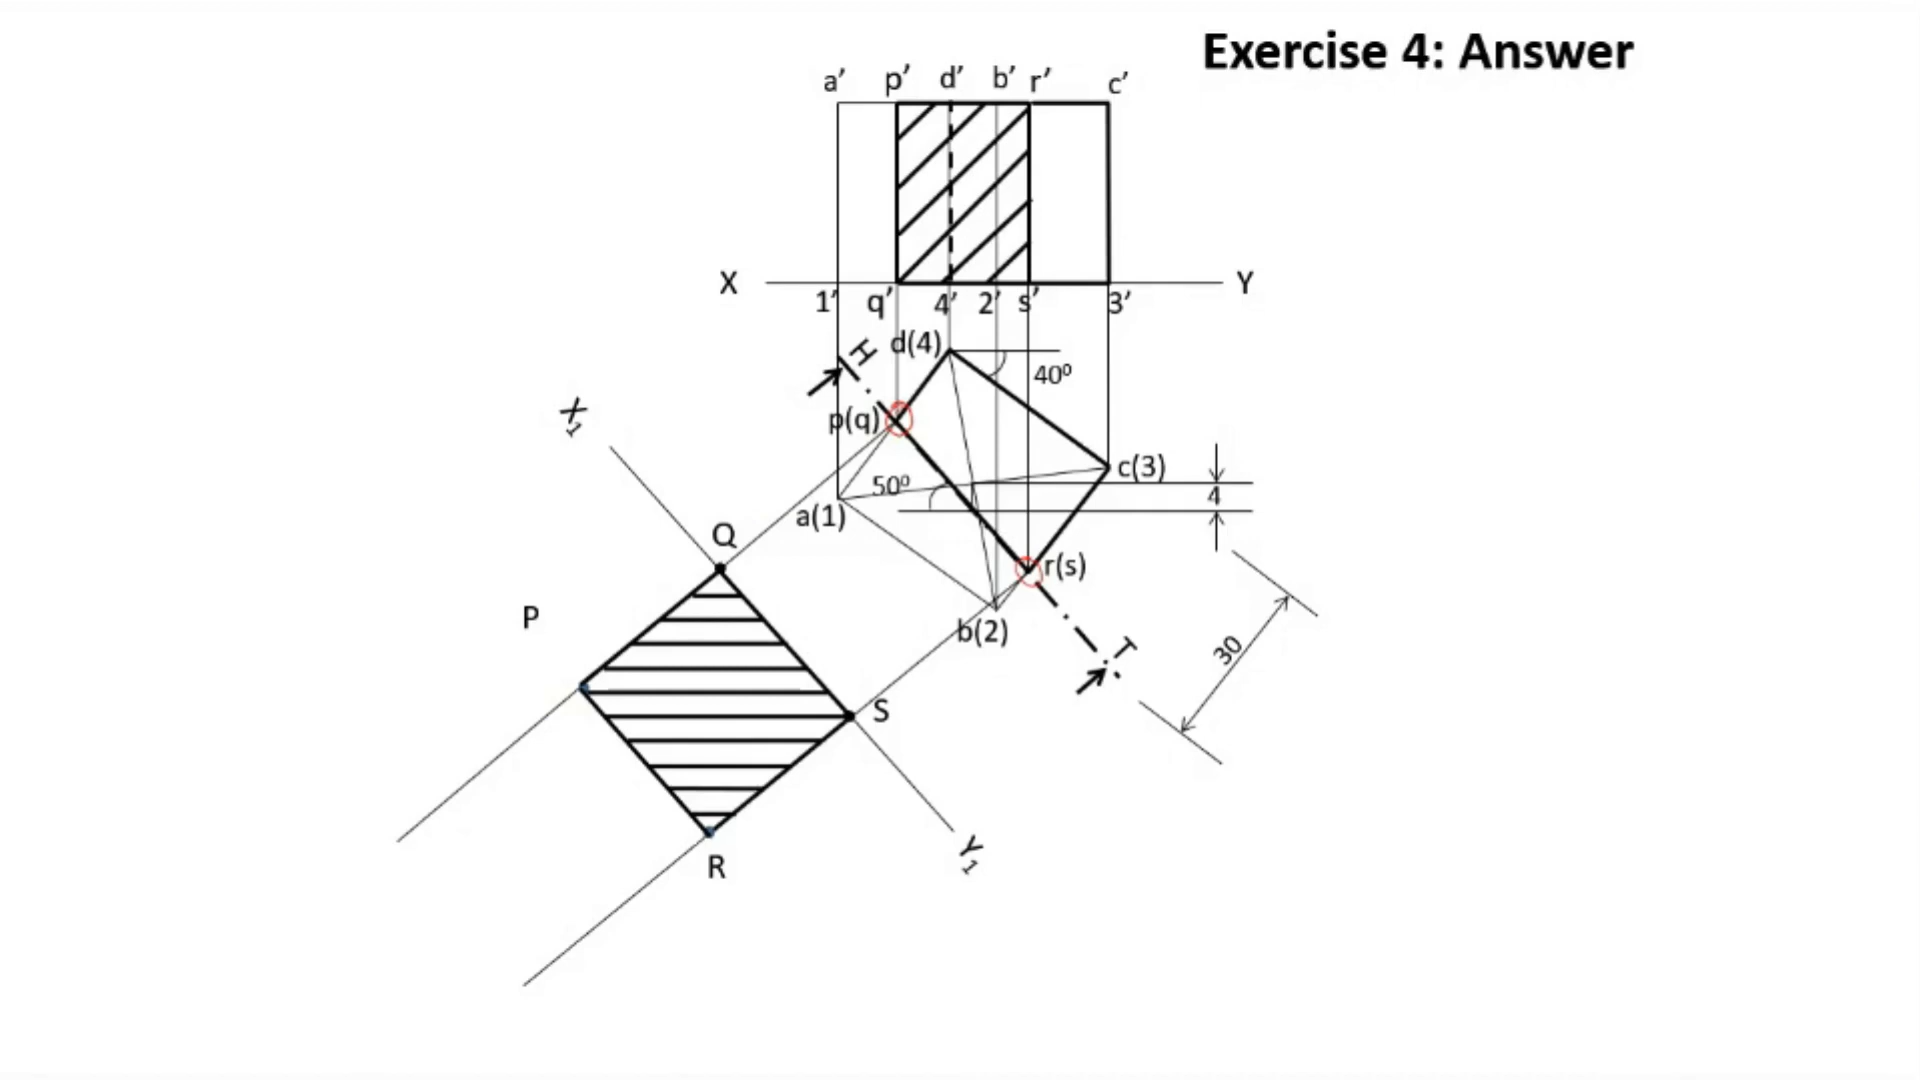 Exercise 4: Answer
a’ p’ d’ b’ r’ c’
X Y
1’ q’ 4’ 2’ s’ 3’
H d(4)
40⁰
p(q)
X₁
c(3)
50⁰
4
a(1)
Q
r(s)
P
b(2)
T
30
S
Y₁
R